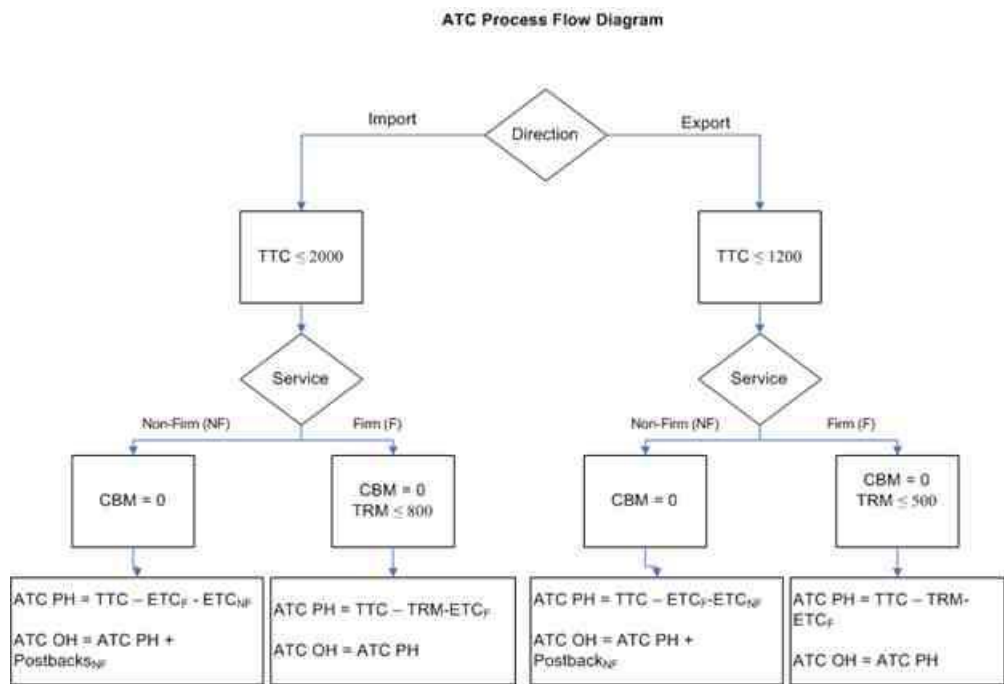 ATC Process Flow Diagram
Import
Direction
Export
TTC ≤ 2000
TTC ≤ 1200
Service
Service
Non-Firm (NF)
Firm (F)
Non-Firm (NF)
Firm (F)
CBM = 0
CBM = 0
TRM ≤ 800
CBM = 0
CBM = 0
TRM ≤ 500
ATC PH = TTC – ETCF - ETCNF
ATC OH = ATC PH +
PostbacksNF
ATC PH = TTC – TRM-ETCF
ATC OH = ATC PH
ATC PH = TTC – ETCF-ETCNF
ATC OH = ATC PH +
PostbackNF
ATC PH = TTC – TRM-
ETCF
ATC OH = ATC PH